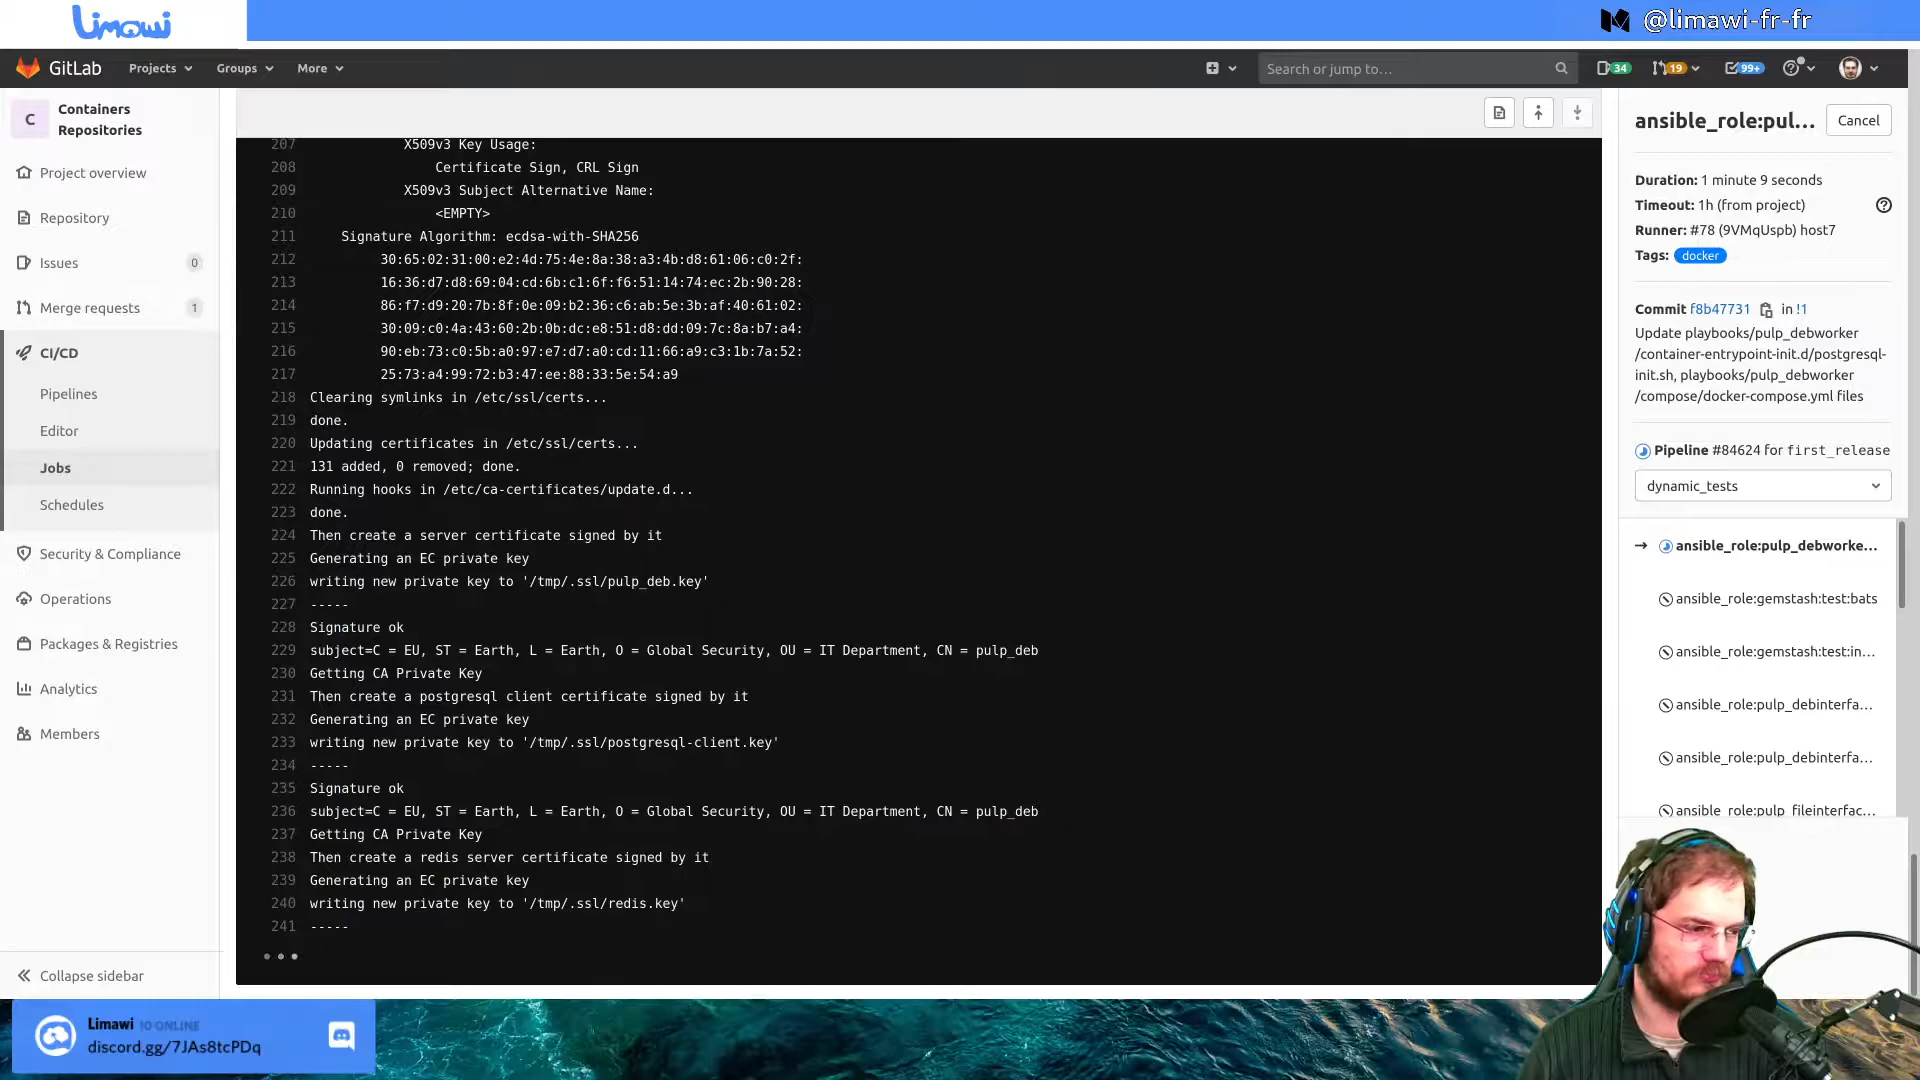 Limawi
@limawi-fr-fr
GitLab
Projects
Groups
More
Search or jump to...
34
19
99+
C
Containers
Repositories
Project overview
Repository
Issues
0
Merge requests
1
CI/CD
Pipelines
Editor
Jobs
Schedules
Security & Compliance
Operations
Packages & Registries
Analytics
Members
Collapse sidebar
207 X509v3 Key Usage:
208 Certificate Sign, CRL Sign
209 X509v3 Subject Alternative Name:
210 <EMPTY>
211 Signature Algorithm: ecdsa-with-SHA256
212 30:65:02:31:00:e2:4d:75:4e:8a:38:a3:4b:d8:61:06:c0:2f:
213 16:36:d7:d8:69:04:cd:6b:c1:6f:f6:51:14:74:ec:2b:90:28:
214 86:f7:d9:20:7b:8f:0e:09:b2:36:c6:ab:5e:3b:af:40:61:02:
215 30:09:c0:4a:43:60:2b:0b:dc:e8:51:d8:dd:09:7c:8a:b7:a4:
216 90:eb:73:c0:5b:a0:97:e7:d7:a0:cd:11:66:a9:c3:1b:7a:52:
217 25:73:a4:99:72:b3:47:ee:88:33:5e:54:a9
218 Clearing symlinks in /etc/ssl/certs...
219 done.
220 Updating certificates in /etc/ssl/certs...
221 131 added, 0 removed; done.
222 Running hooks in /etc/ca-certificates/update.d...
223 done.
224 Then create a server certificate signed by it
225 Generating an EC private key
226 writing new private key to '/tmp/.ssl/pulp_deb.key'
227 -----
228 Signature ok
229 subject=C = EU, ST = Earth, L = Earth, O = Global Security, OU = IT Department, CN = pulp_deb
230 Getting CA Private Key
231 Then create a postgresql client certificate signed by it
232 Generating an EC private key
233 writing new private key to '/tmp/.ssl/postgresql-client.key'
234 -----
235 Signature ok
236 subject=C = EU, ST = Earth, L = Earth, O = Global Security, OU = IT Department, CN = pulp_deb
237 Getting CA Private Key
238 Then create a redis server certificate signed by it
239 Generating an EC private key
240 writing new private key to '/tmp/.ssl/redis.key'
241 -----
ansible_role:pul...
Cancel
Duration: 1 minute 9 seconds
Timeout: 1h (from project)
Runner: #78 (9VMqUspb) host7
Tags: docker
Commit f8b47731 in !1
Update playbooks/pulp_debworker
/container-entrypoint-init.d/postgresql-
init.sh, playbooks/pulp_debworker
/compose/docker-compose.yml files
Pipeline #84624 for first_release
dynamic_tests
ansible_role:pulp_debworke...
ansible_role:gemstash:test:bats
ansible_role:gemstash:test:in...
ansible_role:pulp_debinterfa...
ansible_role:pulp_debinterfa...
ansible_role:pulp_fileinterfac...
Limawi 10 ONLINE
discord.gg/7JAs8tcPDq